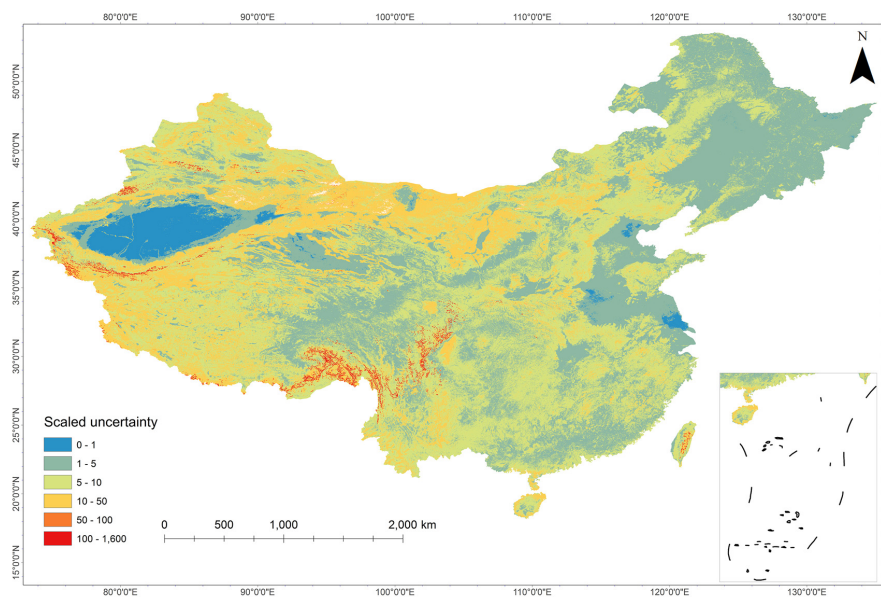 80°0'0"E 90°0'0"E 100°0'0"E 110°0'0"E 120°0'0"E 130°0'0"E
N
50°0'0"N
45°0'0"N
40°0'0"N
35°0'0"N
30°0'0"N
25°0'0"N
20°0'0"N
15°0'0"N
Scaled uncertainty
0 - 1
1 - 5
5 - 10
10 - 50
50 - 100
100 - 1,600
0 500 1,000 2,000 km
80°0'0"E 90°0'0"E 100°0'0"E 110°0'0"E 120°0'0"E 130°0'0"E